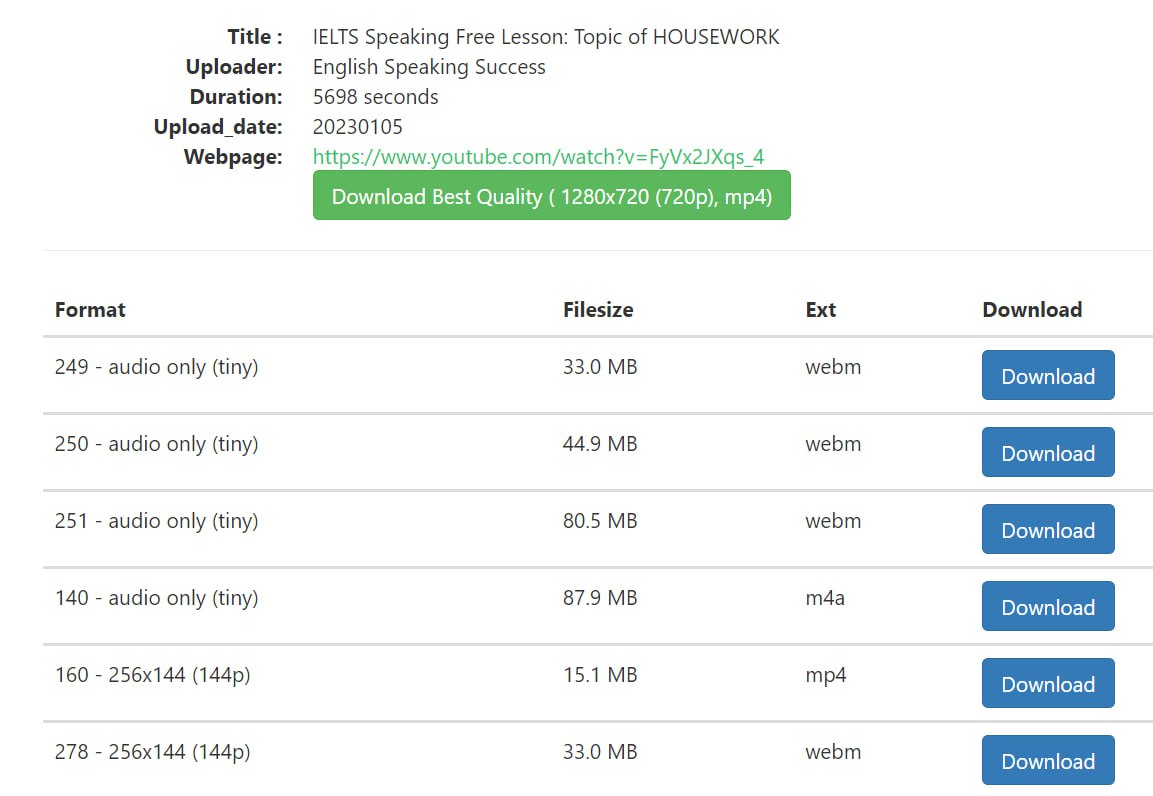 Title : IELTS Speaking Free Lesson: Topic of HOUSEWORK
Uploader: English Speaking Success
Duration: 5698 seconds
Upload_date: 20230105
Webpage: https://www.youtube.com/watch?v=FyVx2JXqs_4
Download Best Quality ( 1280x720 (720p), mp4)
Format Filesize Ext Download
249 - audio only (tiny) 33.0 MB webm Download
250 - audio only (tiny) 44.9 MB webm Download
251 - audio only (tiny) 80.5 MB webm Download
140 - audio only (tiny) 87.9 MB m4a Download
160 - 256x144 (144p) 15.1 MB mp4 Download
278 - 256x144 (144p) 33.0 MB webm Download